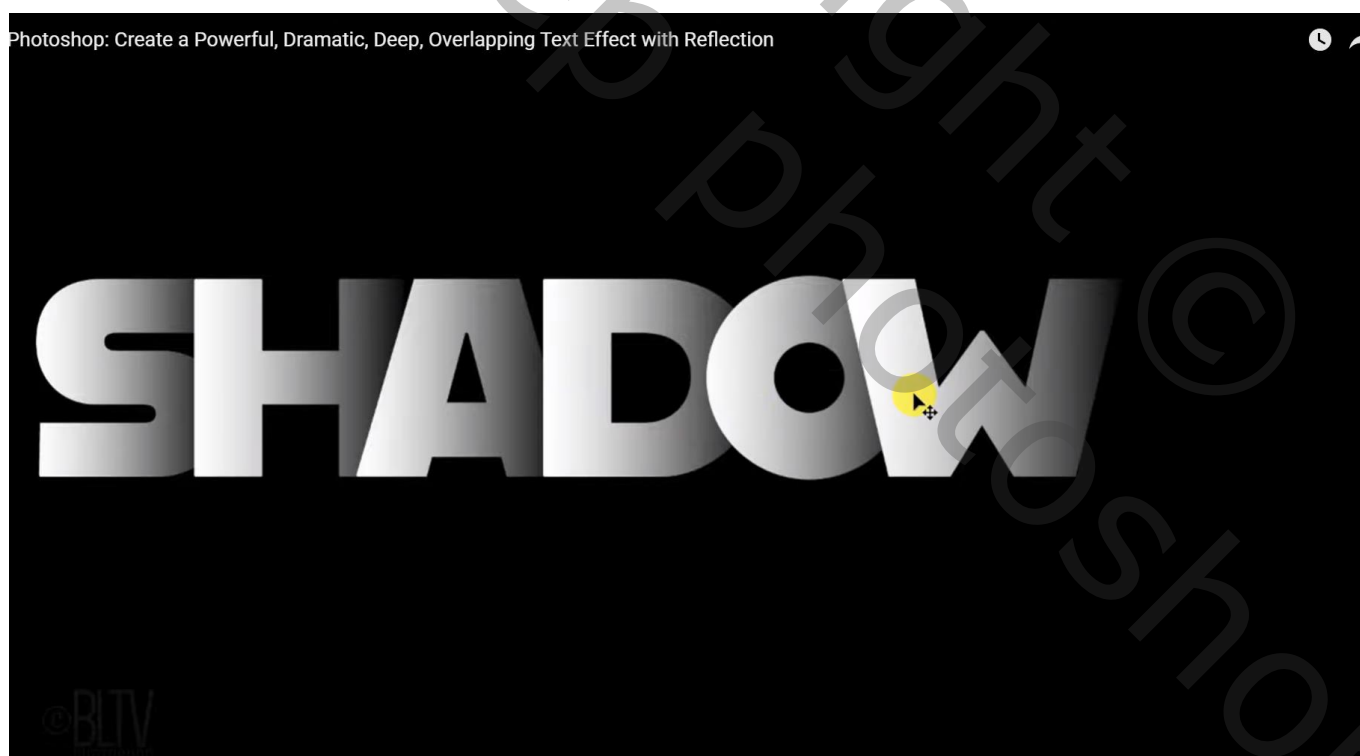 Photoshop: Create a Powerful, Dramatic, Deep, Overlapping Text Effect with Reflection
SHADOW
©BLTV